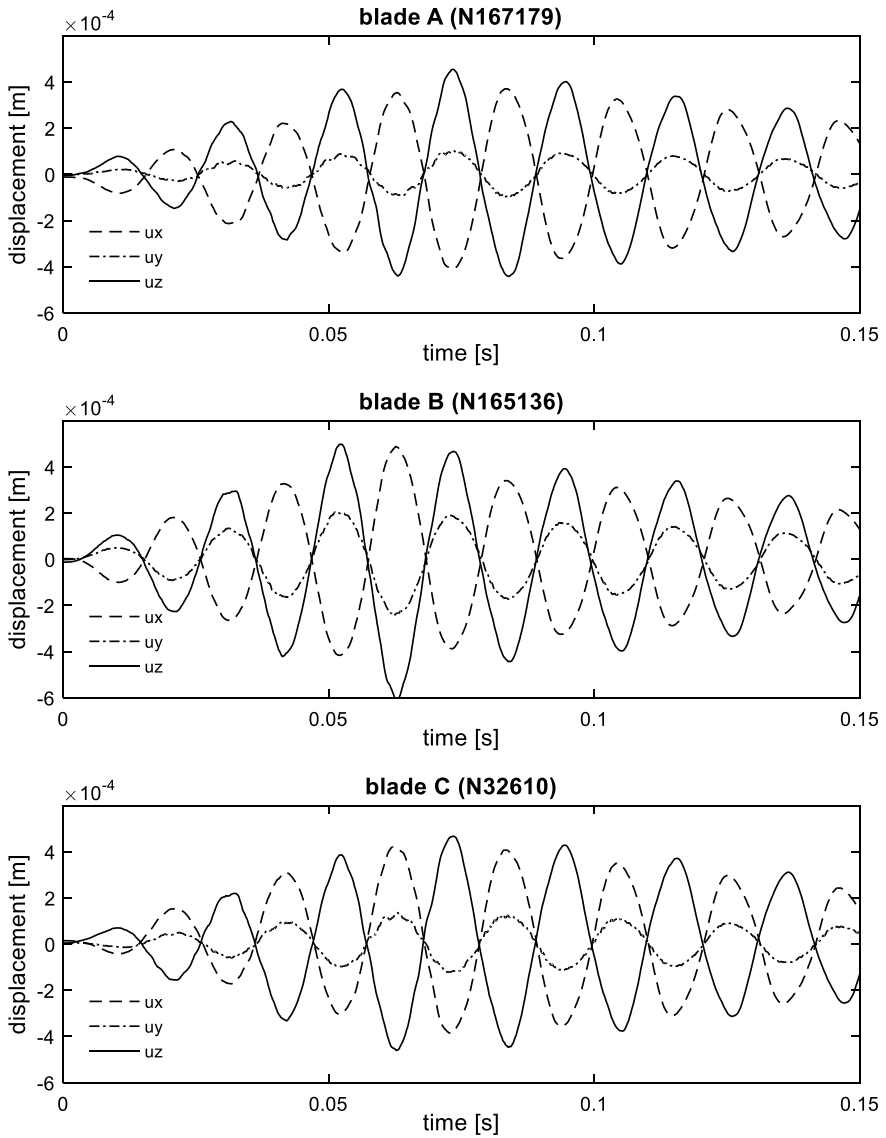 ×10-4
blade A (N167179)
4
2
0
-2
-4
-6
displacement [m]
ux
uy
uz
0
0.05
0.1
0.15
time [s]
×10-4
blade B (N165136)
4
2
0
-2
-4
-6
displacement [m]
ux
uy
uz
0
0.05
0.1
0.15
time [s]
×10-4
blade C (N32610)
4
2
0
-2
-4
-6
displacement [m]
ux
uy
uz
0
0.05
0.1
0.15
time [s]